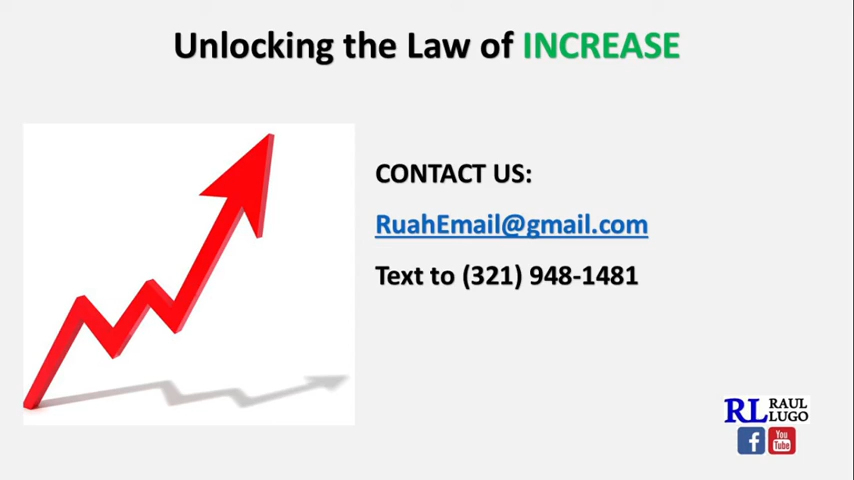 Unlocking the Law of INCREASE
CONTACT US:
RuahEmail@gmail.com
Text to (321) 948-1481
RL RAUL
LUGO
f You
Tube